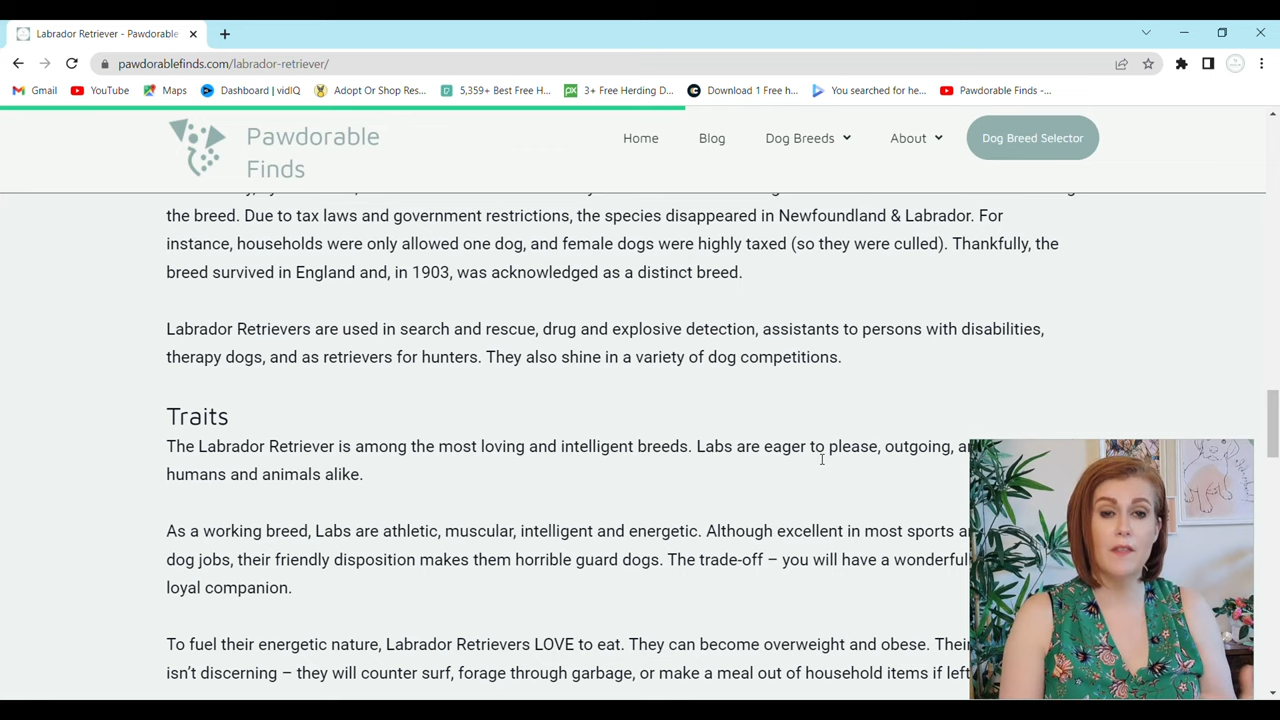 Labrador Retriever - Pawdorable
pawdorablefinds.com/labrador-retriever/
Gmail YouTube Maps Dashboard | vidIQ Adopt Or Shop Res... 5,359+ Best Free H... 3+ Free Herding D... Download 1 Free h... You searched for he... Pawdorable Finds -...
Pawdorable
Finds
Home Blog Dog Breeds About Dog Breed Selector
the breed. Due to tax laws and government restrictions, the species disappeared in Newfoundland & Labrador. For
instance, households were only allowed one dog, and female dogs were highly taxed (so they were culled). Thankfully, the
breed survived in England and, in 1903, was acknowledged as a distinct breed.
Labrador Retrievers are used in search and rescue, drug and explosive detection, assistants to persons with disabilities,
therapy dogs, and as retrievers for hunters. They also shine in a variety of dog competitions.
Traits
The Labrador Retriever is among the most loving and intelligent breeds. Labs are eager to please, outgoing,
humans and animals alike.
As a working breed, Labs are athletic, muscular, intelligent and energetic. Although excellent in most sports
dog jobs, their friendly disposition makes them horrible guard dogs. The trade-off – you will have a wonderful
loyal companion.
To fuel their energetic nature, Labrador Retrievers LOVE to eat. They can become overweight and obese. Their
isn't discerning – they will counter surf, forage through garbage, or make a meal out of household items if left